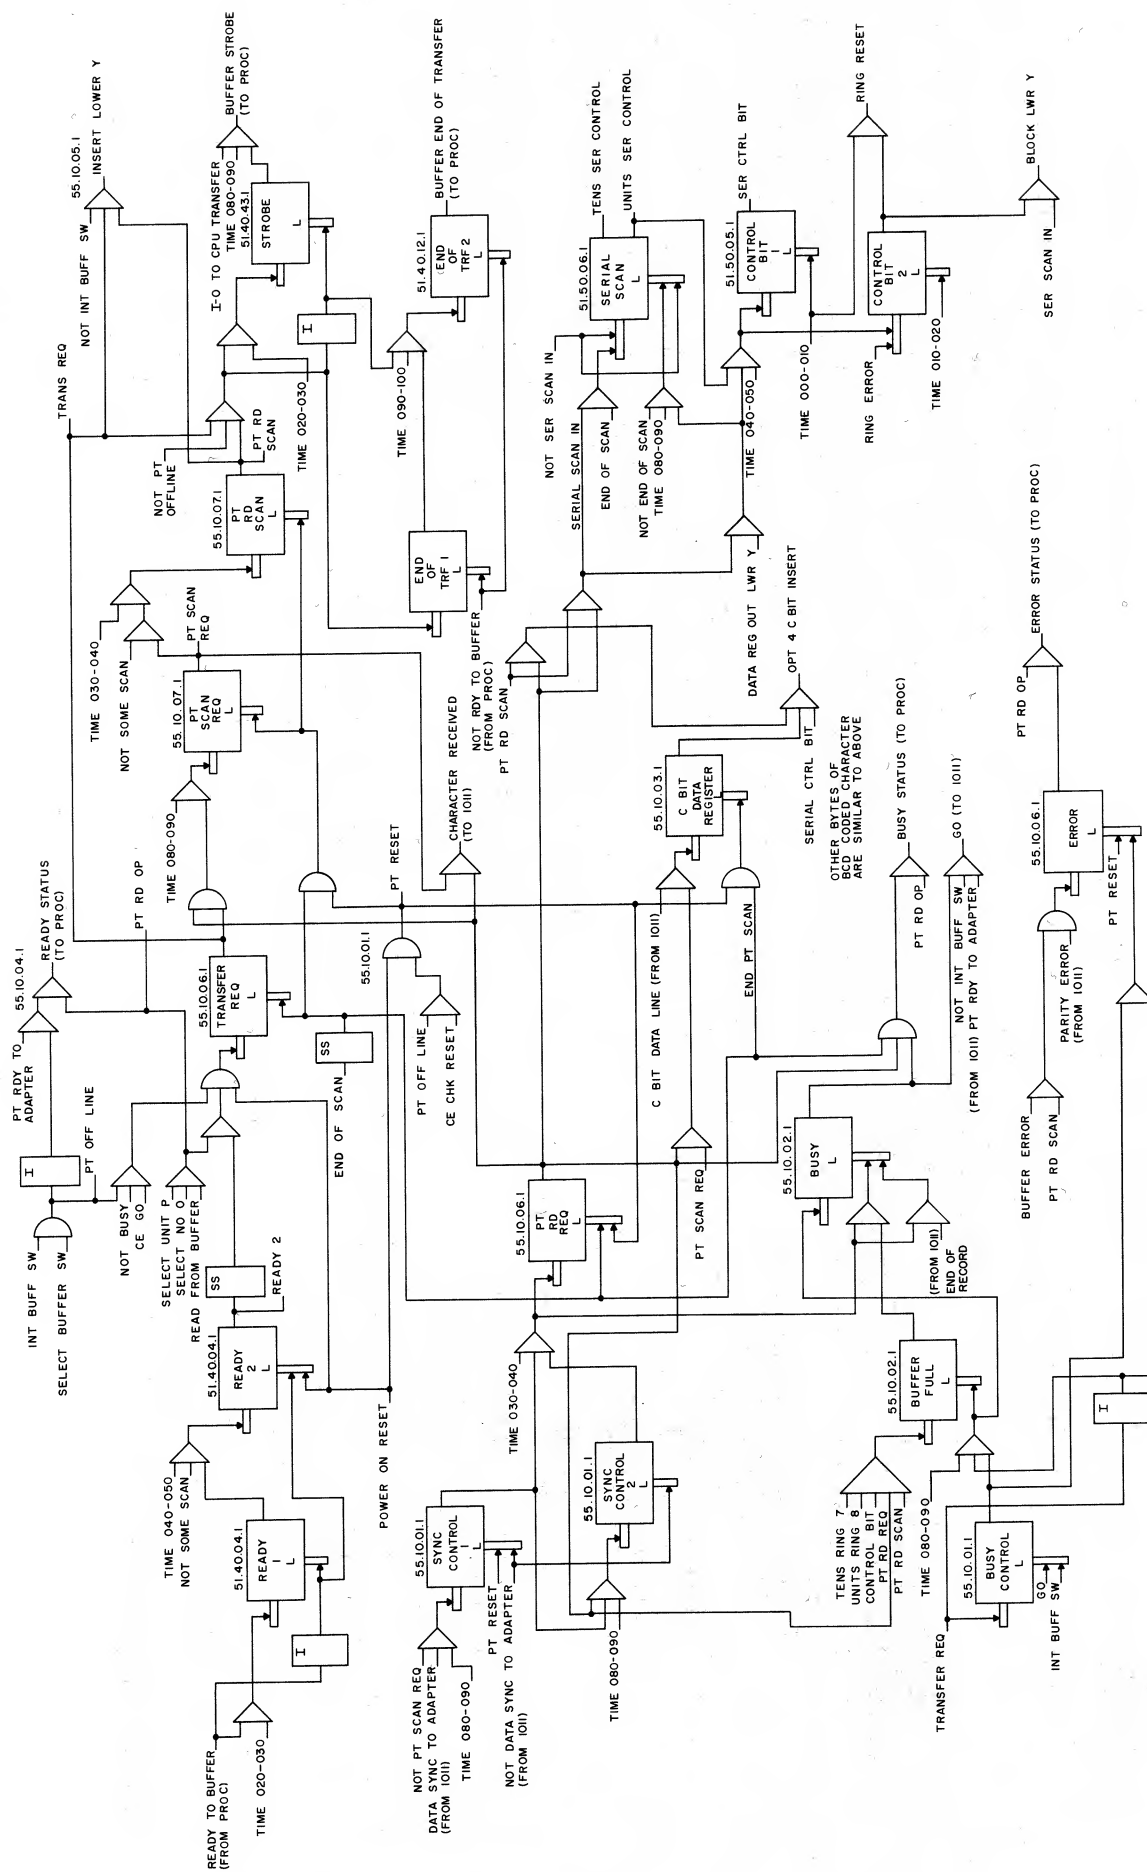 READY TO BUFFER
(FROM PROC)
TIME 020-030
I
51.40.04.1
READY
1
L
TIME 040-050
NOT SOME SCAN
51.40.04.1
READY
2
L
READY 2
SS
INT BUFF SW
SELECT BUFFER SW
I
PT OFF LINE
NOT BUSY
CE GO
SELECT UNIT P
SELECT NO 0
READ FROM BUFFER
PT RDY TO
ADAPTER
55.10.04.1
READY STATUS
(TO PROC)
PT RD OP
55.10.06.1
TRANSFER
REQ
L
SS
END OF SCAN
POWER ON RESET
PT OFF LINE
CE CHK RESET
55.10.01.1
PT RESET
TIME 080-090
55.10.07.1
PT
SCAN
REQ
L
PT SCAN
REQ
TIME 030-040
NOT SOME SCAN
55.10.07.1
PT
RD
SCAN
L
PT RD
SCAN
NOT PT
OFFLINE
TRANS REQ
NOT INT BUFF SW
55.10.05.1
INSERT LOWER Y
TIME 020-030
I-O TO CPU TRANSFER
TIME 080-090
51.40.43.1
STROBE
L
BUFFER STROBE
(TO PROC)
I
TIME 090-100
END
OF
TRF 1
L
NOT RDY TO BUFFER
(FROM PROC)
51.40.12.1
END
OF
TRF 2
L
BUFFER END OF TRANSFER
(TO PROC)
CHARACTER RECEIVED
(TO 1011)
NOT PT SCAN REQ
DATA SYNC TO ADAPTER
(FROM 1011)
TIME 080-090
55.10.01.1
SYNC
CONTROL
1
L
PT RESET
NOT DATA SYNC TO ADAPTER
(FROM 1011)
TIME 080-090
55.10.01.1
SYNC
CONTROL
2
L
TIME 030-040
55.10.06.1
PT
RD
REQ
L
PT SCAN REQ
C BIT DATA LINE (FROM 1011)
END PT SCAN
55.10.03.1
C BIT
DATA
REGISTER
L
SERIAL CTRL BIT
OPT 4 C BIT INSERT
OTHER BYTES OF
BCD CODED CHARACTER
ARE SIMILAR TO ABOVE
PT RD SCAN
DATA REG OUT LWR Y
SERIAL SCAN IN
NOT SER SCAN IN
END OF SCAN
NOT END OF SCAN
TIME 080-090
51.50.06.1
SERIAL
SCAN
L
TENS SER CONTROL
UNITS SER CONTROL
TIME 040-050
51.50.05.1
CONTROL
BIT
1
L
SER CTRL BIT
TIME 000-010
RING ERROR
CONTROL
BIT
2
L
TIME 010-020
RING RESET
SER SCAN IN
BLOCK LWR Y
TENS RING 7
UNITS RING 8
CONTROL BIT
PT RD REQ
PT RD SCAN
55.10.02.1
BUFFER
FULL
L
55.10.02.1
BUSY
L
(FROM 1011)
END OF
RECORD
BUSY STATUS (TO PROC)
PT RD OP
GO (TO 1011)
NOT INT BUFF SW
(FROM 1011) PT RDY TO ADAPTER
TRANSFER REQ
TIME 080-090
55.10.01.1
BUSY
CONTROL
L
GO
INT BUFF SW
I
BUFFER ERROR
PT RD SCAN
PARITY ERROR
(FROM 1011)
PT RESET
55.10.06.1
ERROR
L
PT RD OP
ERROR STATUS (TO PROC)